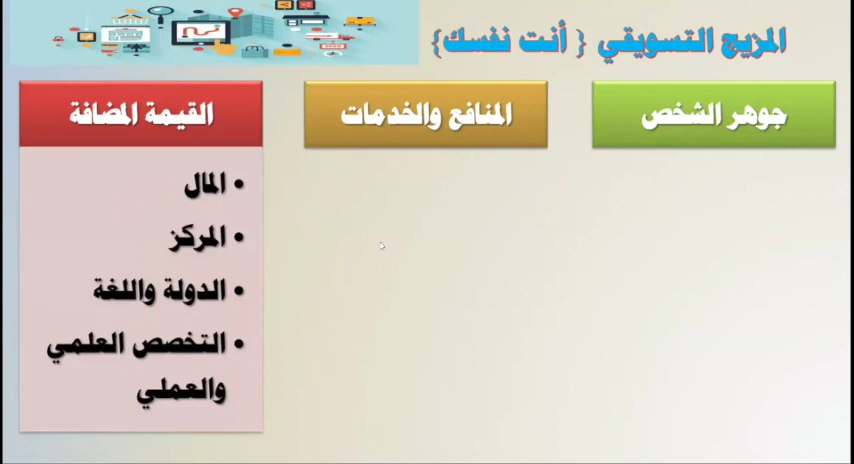 المزيج التسويقي { أنت نفسك}
جوهر الشخص
المنافع والخدمات
القيمة المضافة
• المال
• المركز
• الدولة واللغة
• التخصص العلمي
والعملي